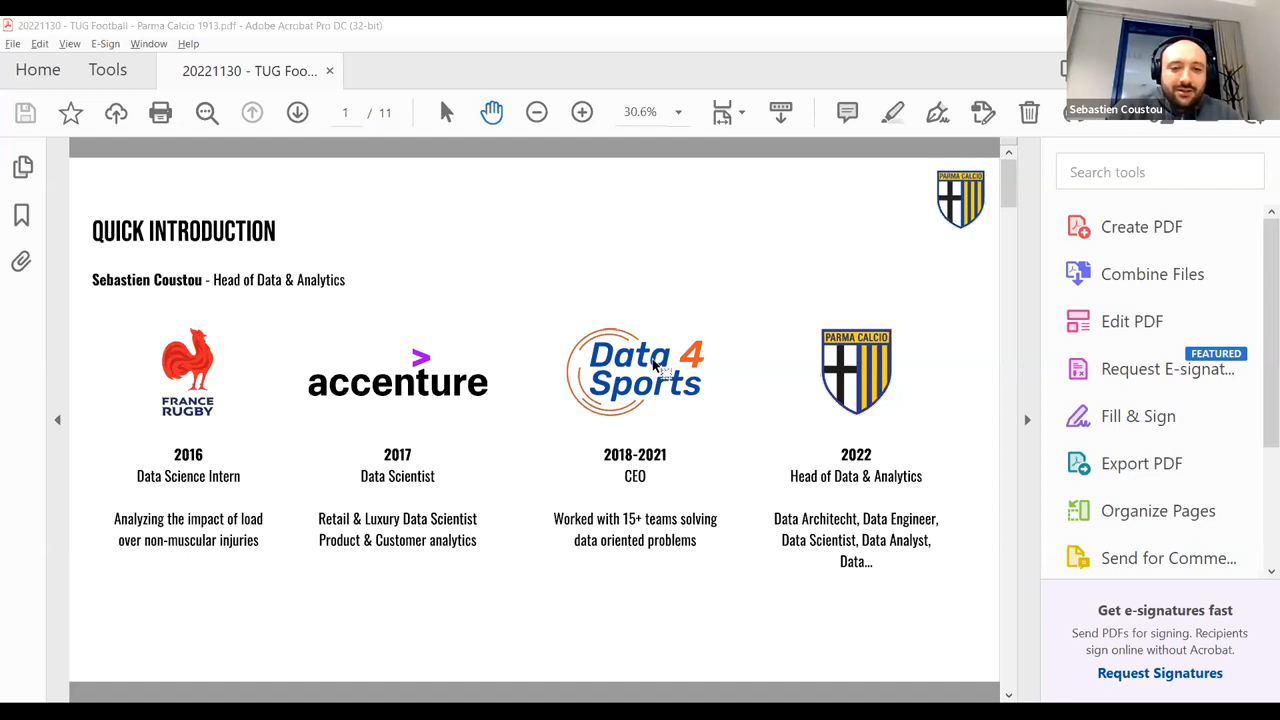 20221130 - TUG Football - Parma Calcio 1913.pdf - Adobe Acrobat Pro DC (32-bit)
File Edit View E-Sign Window Help
Home Tools 20221130 - TUG Foo... ×
1 / 11 30.6%
Sebastien Coustou
Search tools
PARMA CALCIO
QUICK INTRODUCTION
Sebastien Coustou - Head of Data & Analytics
FRANCE
RUGBY
>
accenture
Data 4
Sports
PARMA CALCIO
2016
Data Science Intern
Analyzing the impact of load
over non-muscular injuries
2017
Data Scientist
Retail & Luxury Data Scientist
Product & Customer analytics
2018-2021
CEO
Worked with 15+ teams solving
data oriented problems
2022
Head of Data & Analytics
Data Architecht, Data Engineer,
Data Scientist, Data Analyst,
Data...
Create PDF
Combine Files
Edit PDF
FEATURED
Request E-signat...
Fill & Sign
Export PDF
Organize Pages
Send for Comme...
Get e-signatures fast
Send PDFs for signing. Recipients
sign online without Acrobat.
Request Signatures